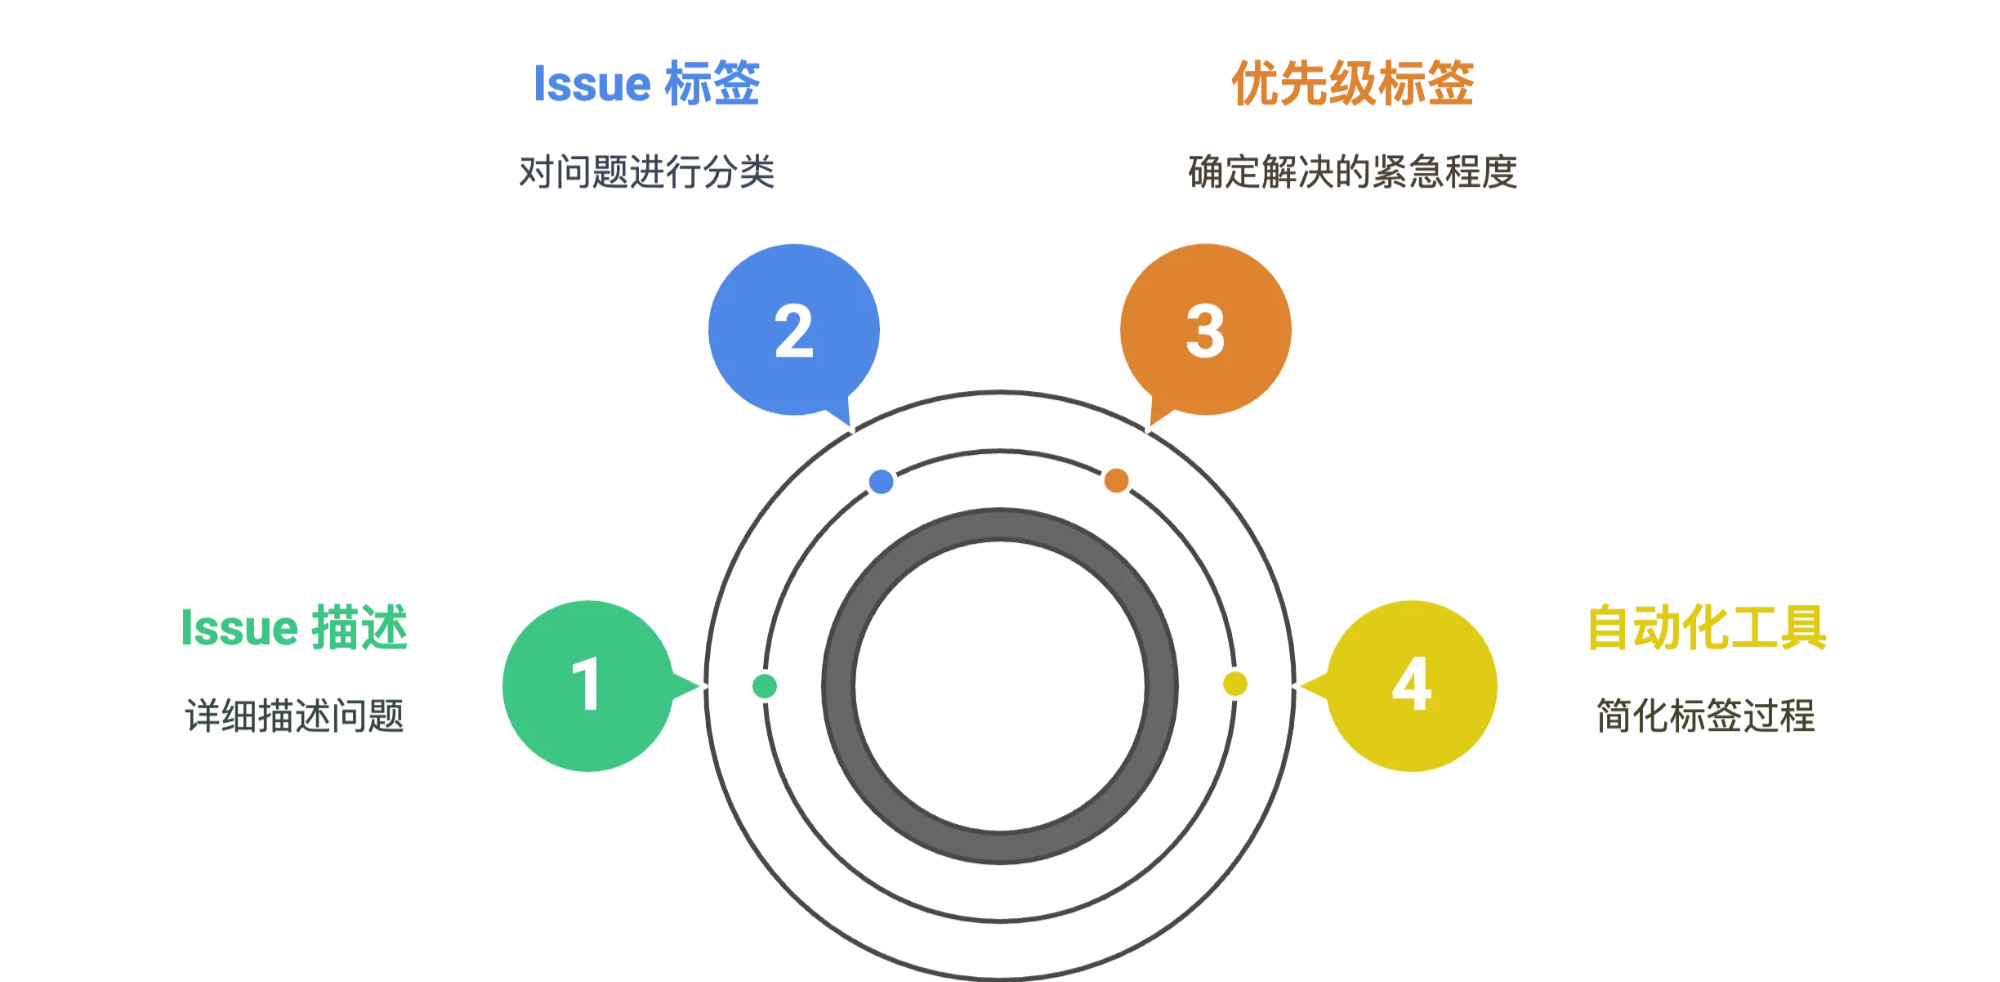 Issue 标签
对问题进行分类
优先级标签
确定解决的紧急程度
2
3
Issue 描述
详细描述问题
1
4
自动化工具
简化标签过程